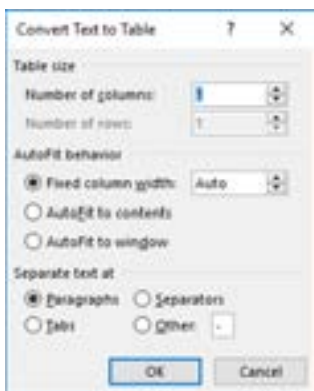 Convert Text to Table ? ×
Table size
Number of columns: 1
Number of rows: 1
AutoFit behavior
Fixed column width: Auto
AutoFit to contents
AutoFit to window
Separate text at
Paragraphs Separators
Tabs Other: -
OK Cancel